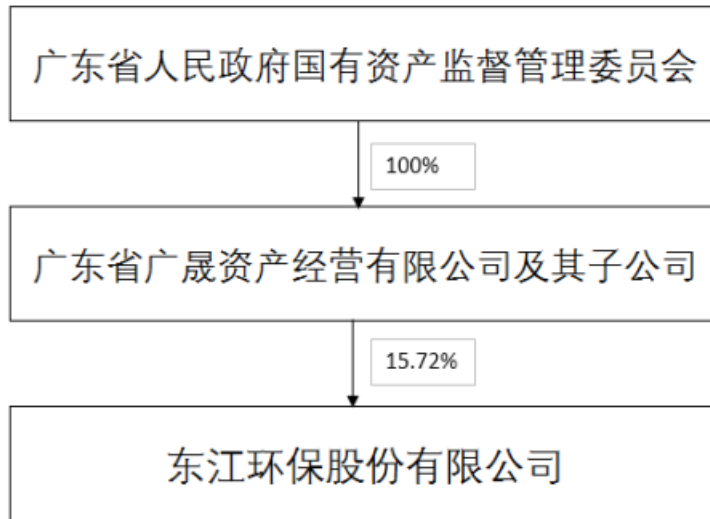 广东省人民政府国有资产监督管理委员会
100%
广东省广晟资产经营有限公司及其子公司
15.72%
东江环保股份有限公司